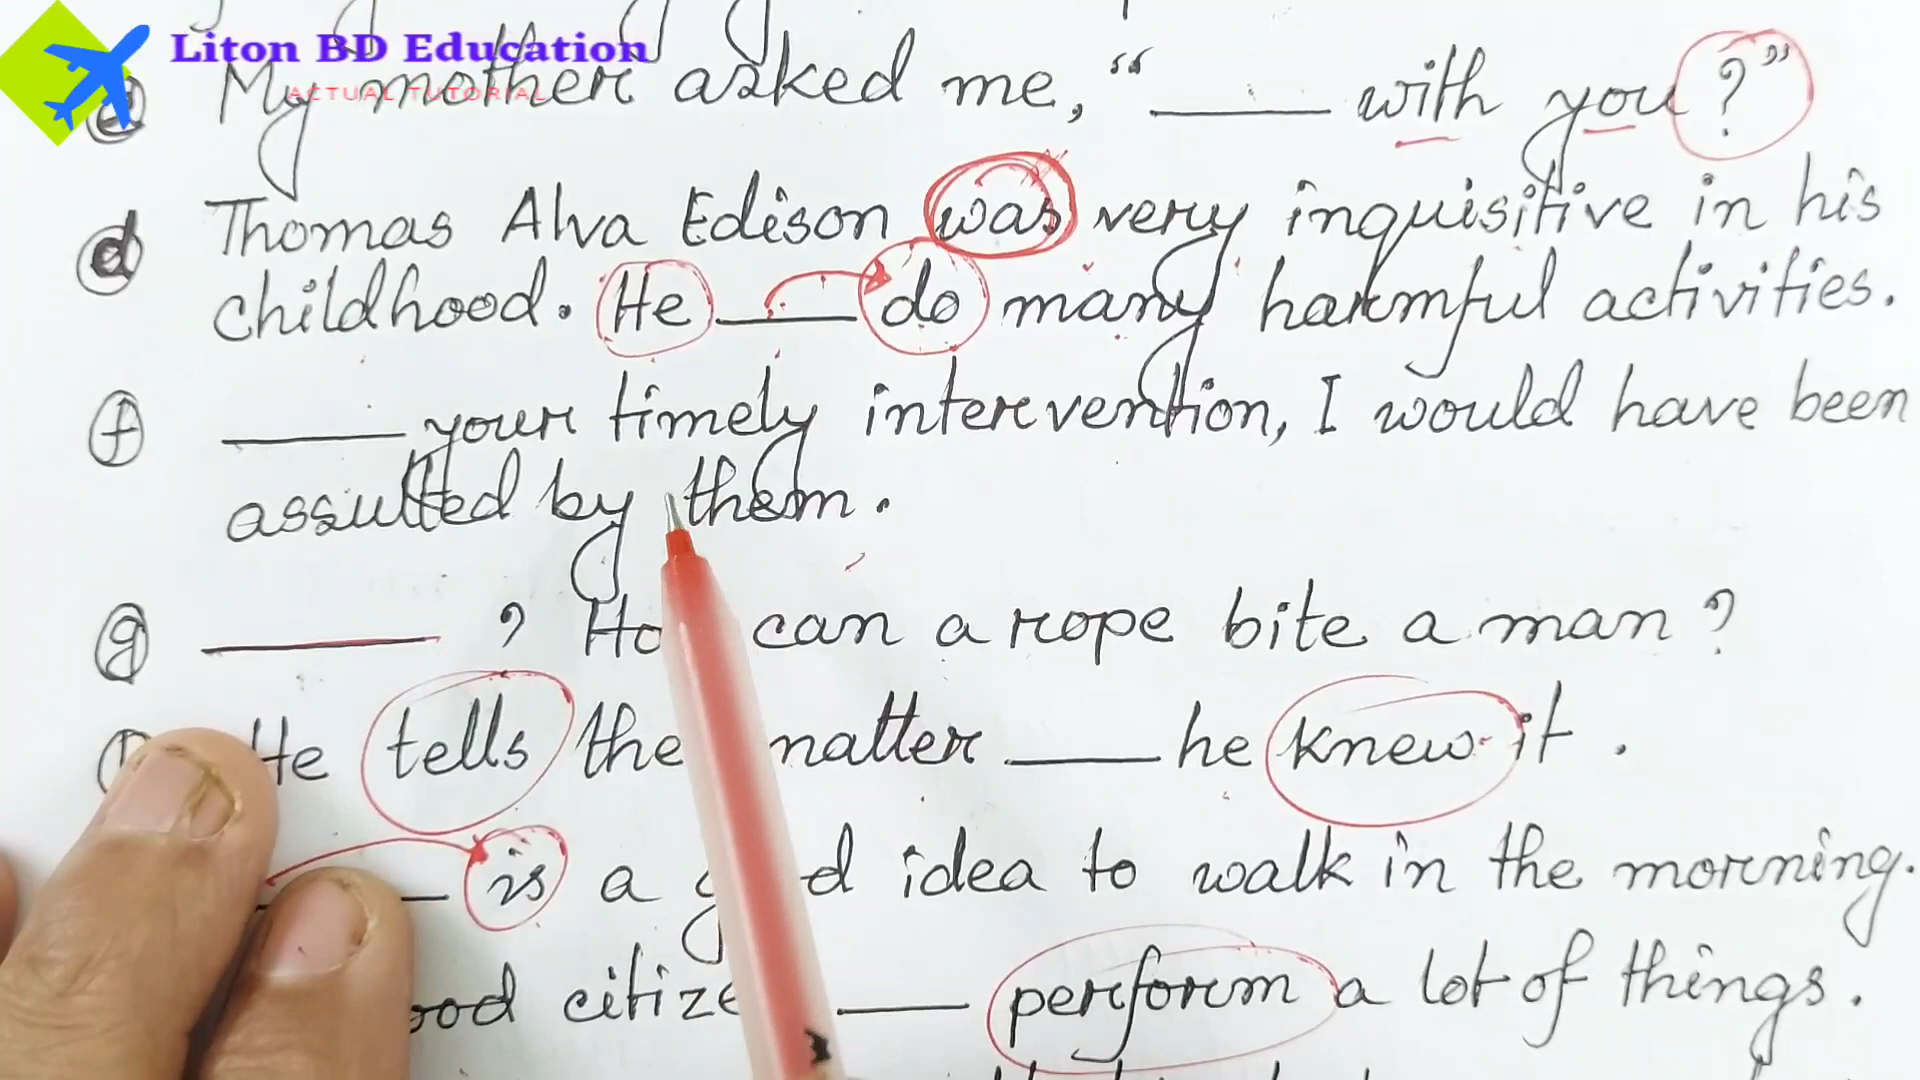 Liton BD Education
ACTUAL TUTORIAL
My mother asked me, “____ with you ?”
d Thomas Alva Edison was very inquisitive in his
childhood. He ____ do many harmful activities.
f ____ your timely intervention, I would have been
assulted by them.
g ____ ? Ho can a rope bite a man ?
He tells the matter ____ he knew it .
____ is a idea to walk in the morning.
ood citize ____ perform a lot of things.